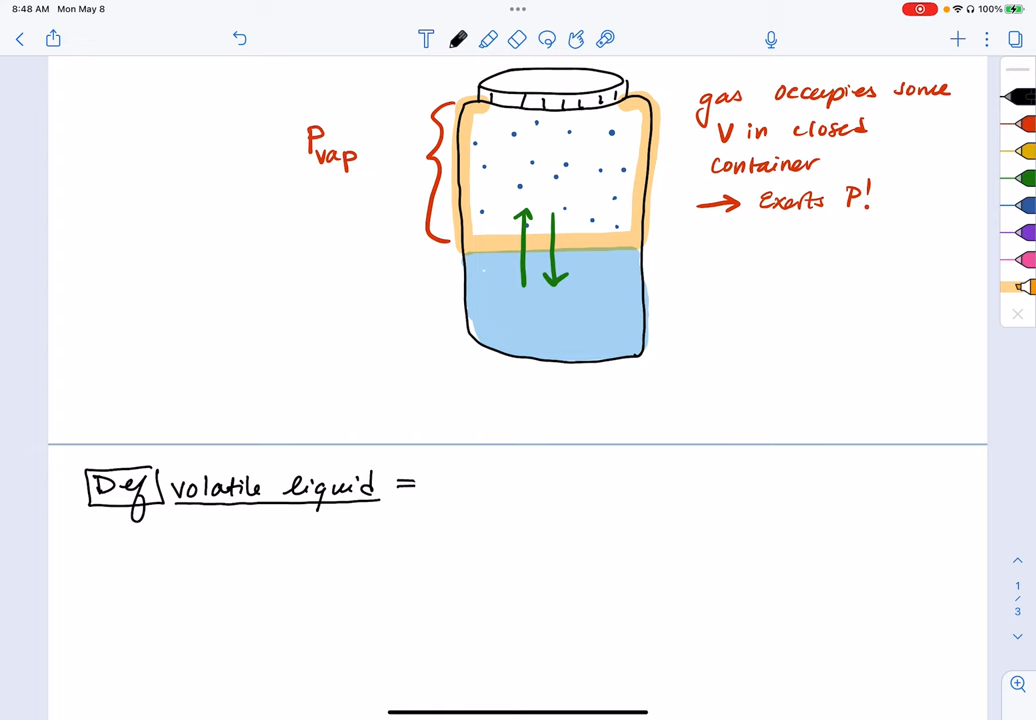 8:48 AM Mon May 8
100%
T
gas occupies some
V in closed
container
→ Exerts P!
Pvap
Def volatile liquid =
1
/
3